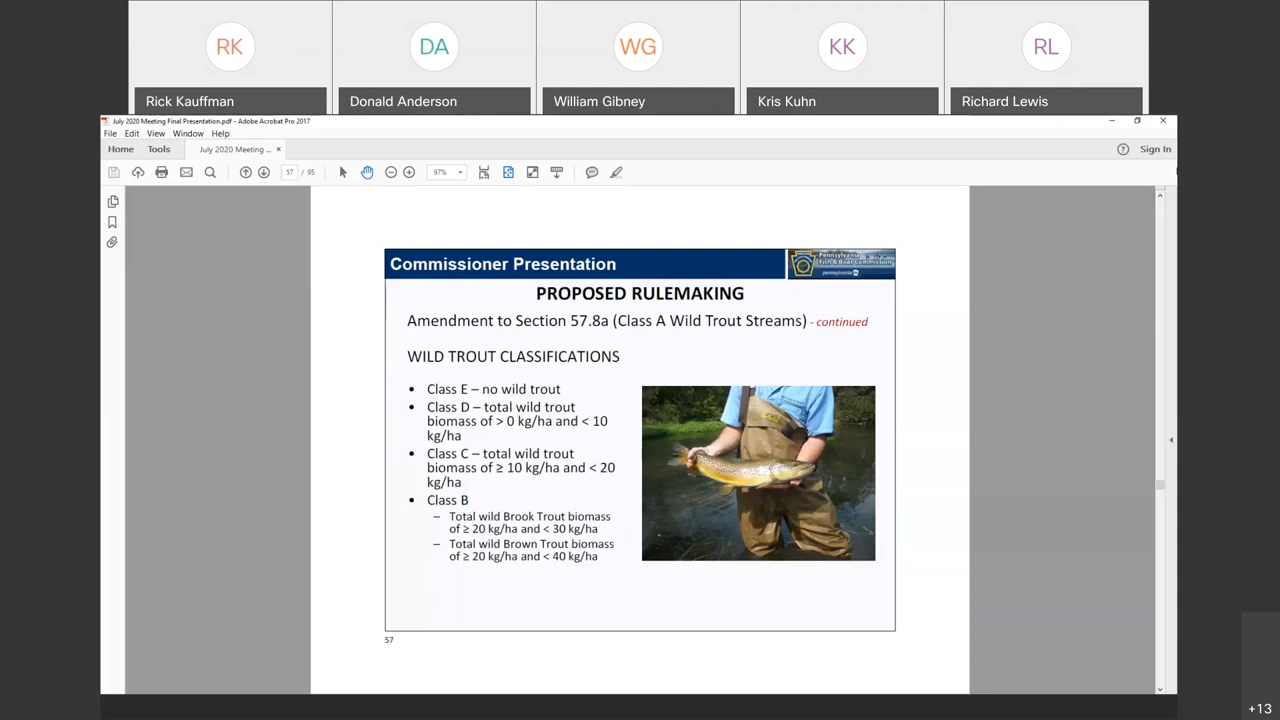 RK
DA
WG
KK
RL
Rick Kauffman
Donald Anderson
William Gibney
Kris Kuhn
Richard Lewis
July 2020 Meeting Final Presentation.pdf - Adobe Acrobat Pro 2017
File Edit View Window Help
Home Tools July 2020 Meeting ... × Sign In
57 / 95 97%
Commissioner Presentation
Pennsylvania
Fish & Boat Commission
pennsylvania
PROPOSED RULEMAKING
Amendment to Section 57.8a (Class A Wild Trout Streams) - continued
WILD TROUT CLASSIFICATIONS
• Class E – no wild trout
• Class D – total wild trout
biomass of > 0 kg/ha and < 10
kg/ha
• Class C – total wild trout
biomass of ≥ 10 kg/ha and < 20
kg/ha
• Class B
– Total wild Brook Trout biomass
of ≥ 20 kg/ha and < 30 kg/ha
– Total wild Brown Trout biomass
of ≥ 20 kg/ha and < 40 kg/ha
57
+13